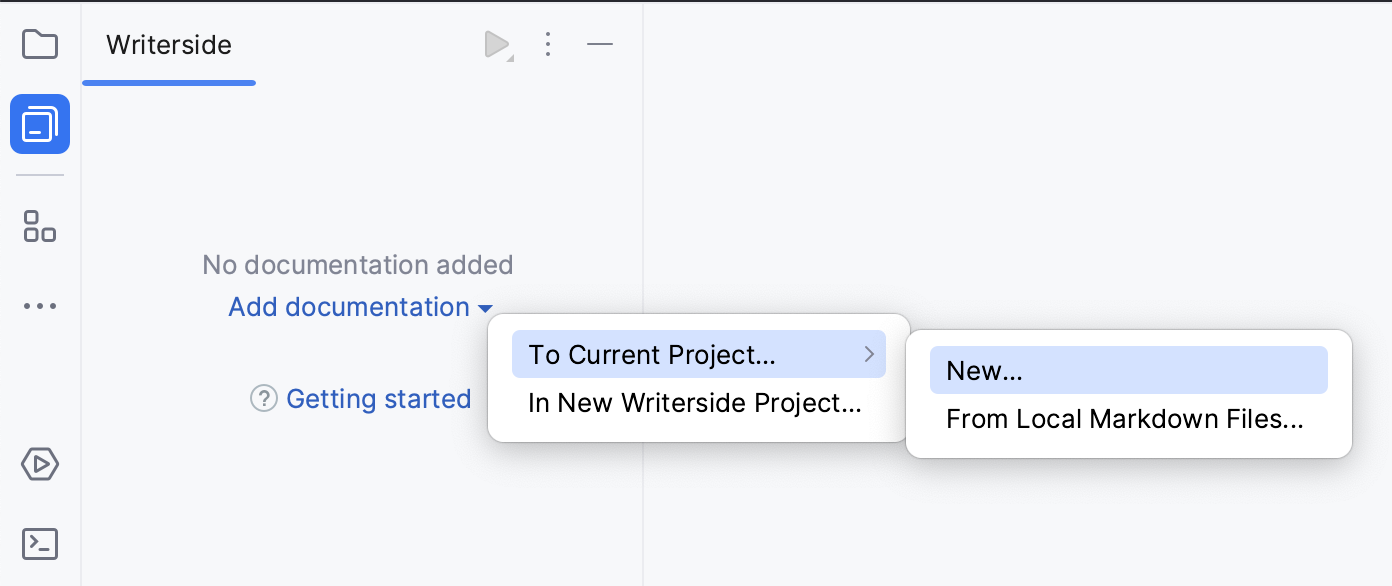 Writerside
No documentation added
Add documentation
To Current Project...
In New Writerside Project...
New...
From Local Markdown Files...
? Getting started